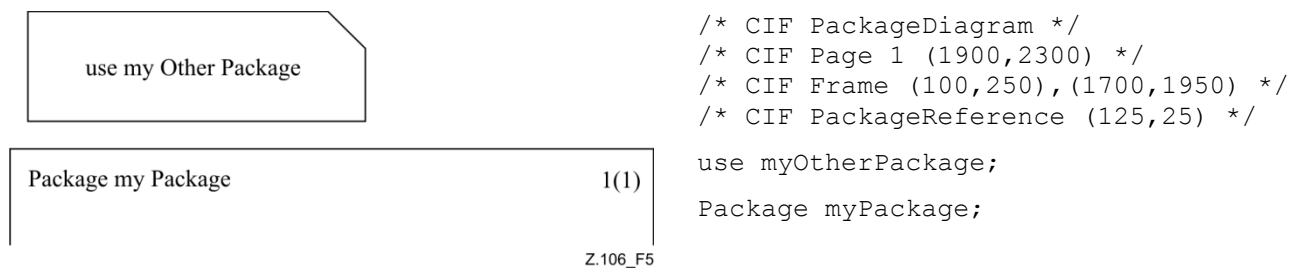 use my Other Package
Package my Package 1(1)
Z.106_F5
/* CIF PackageDiagram */
/* CIF Page 1 (1900,2300) */
/* CIF Frame (100,250),(1700,1950) */
/* CIF PackageReference (125,25) */
use myOtherPackage;
Package myPackage;